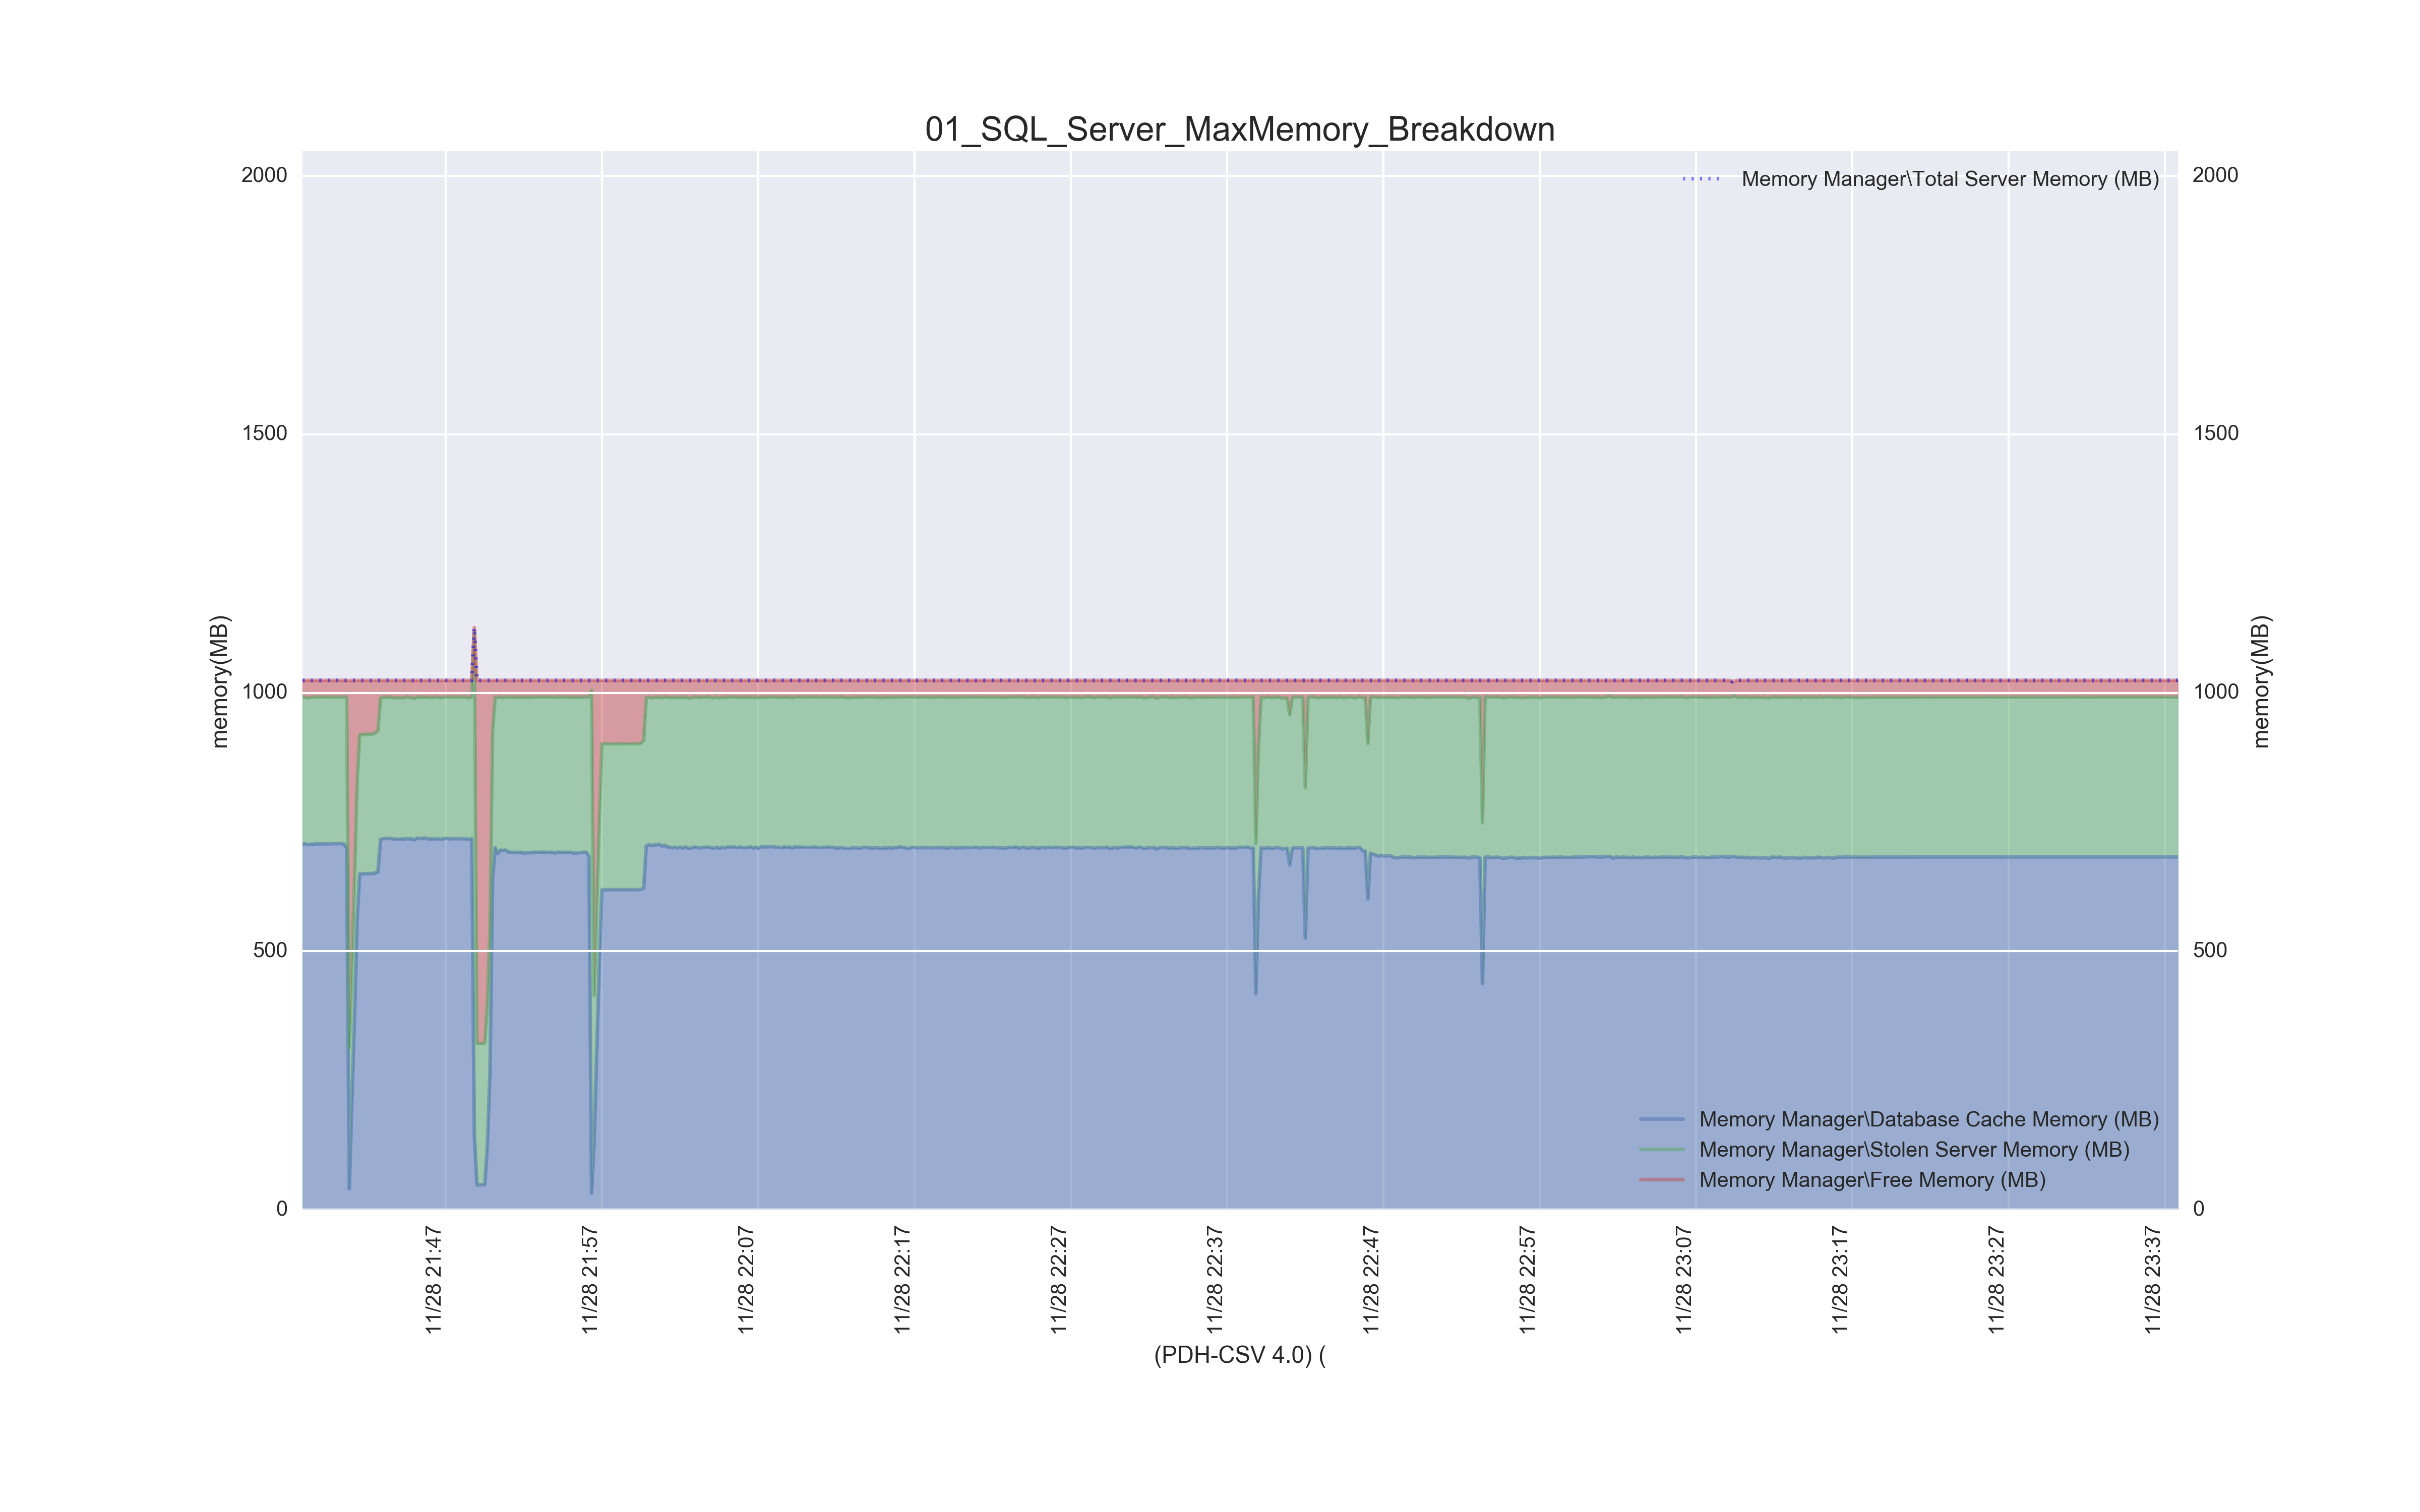 01_SQL_Server_MaxMemory_Breakdown
2000
1500
1000
500
0
memory(MB)
Memory Manager\Total Server Memory (MB)
Memory Manager\Database Cache Memory (MB)
Memory Manager\Stolen Server Memory (MB)
Memory Manager\Free Memory (MB)
2000
1500
1000
500
0
memory(MB)
11/28 21:47
11/28 21:57
11/28 22:07
11/28 22:17
11/28 22:27
11/28 22:37
11/28 22:47
11/28 22:57
11/28 23:07
11/28 23:17
11/28 23:27
11/28 23:37
(PDH-CSV 4.0) (